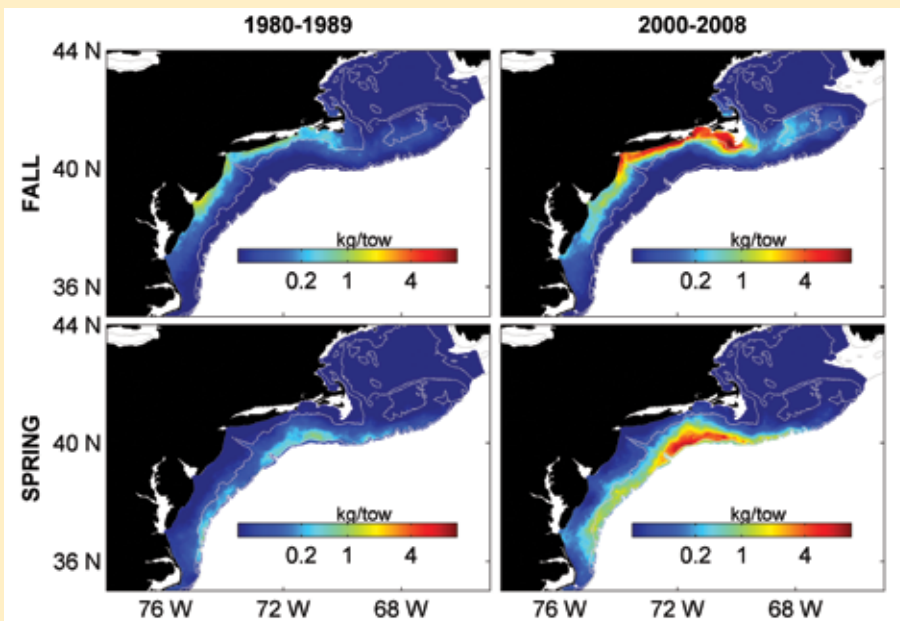 1980-1989 2000-2008
44 N
FALL
40 N
kg/tow kg/tow
0.2 1 4 0.2 1 4
36 N
44 N
SPRING
40 N
kg/tow kg/tow
0.2 1 4 0.2 1 4
36 N
76 W 72 W 68 W 76 W 72 W 68 W